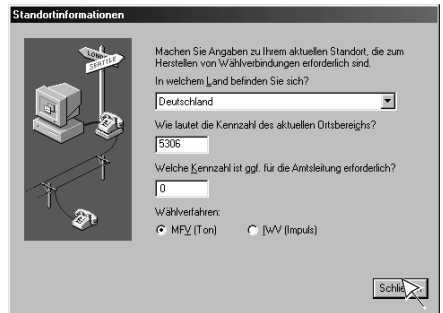 Standortinformationen
LONDON
SEATTLE
Machen Sie Angaben zu Ihrem aktuellen Standort, die zum
Herstellen von Wählverbindungen erforderlich sind.
In welchem Land befinden Sie sich?
Deutschland
Wie lautet die Kennzahl des aktuellen Ortsbereichs?
5306
Welche Kennzahl ist ggf. für die Amtsleitung erforderlich?
0
Wählverfahren:
MFV (Ton) IWV (Impuls)